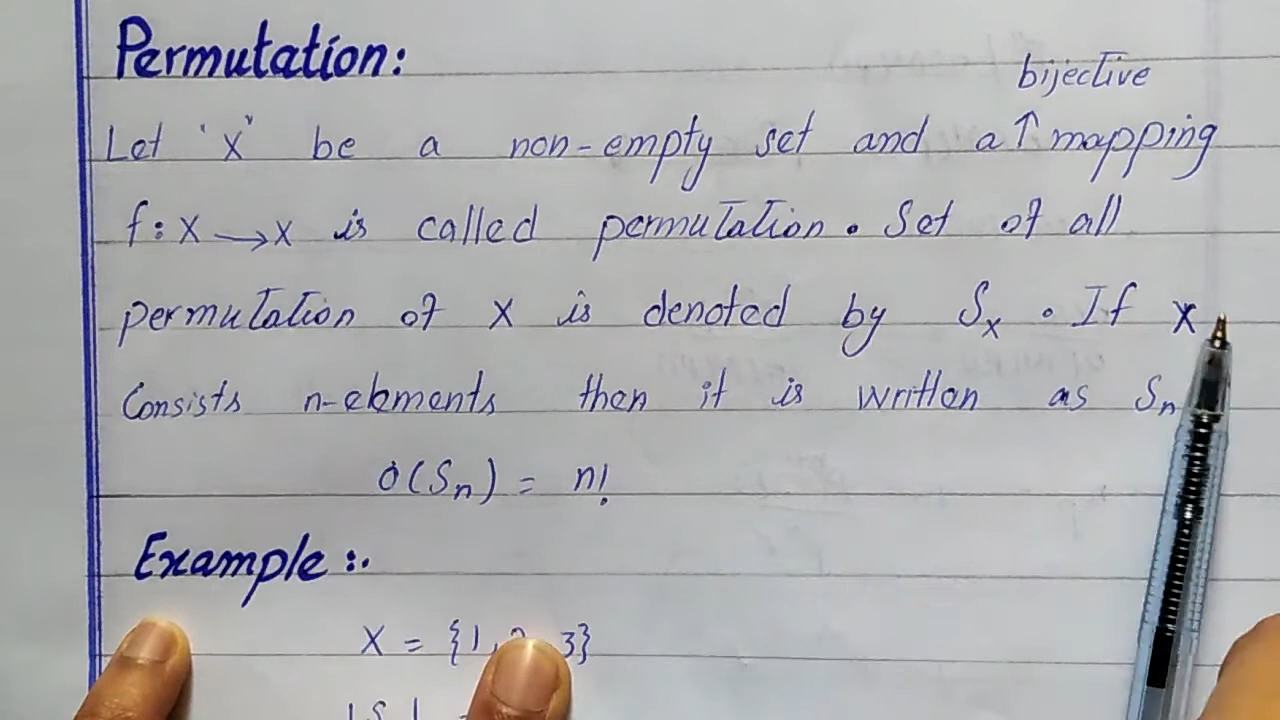 Permutation:
bijective
Let 'X" be a non-empty set and a ↑ mapping
f: X → X is called permutation. Set of all
permutation of X is denoted by Sx. If X
Consists n-elements then it is written as Sn
O(Sn) = n!
Example:.
X = {1, 2, 3}